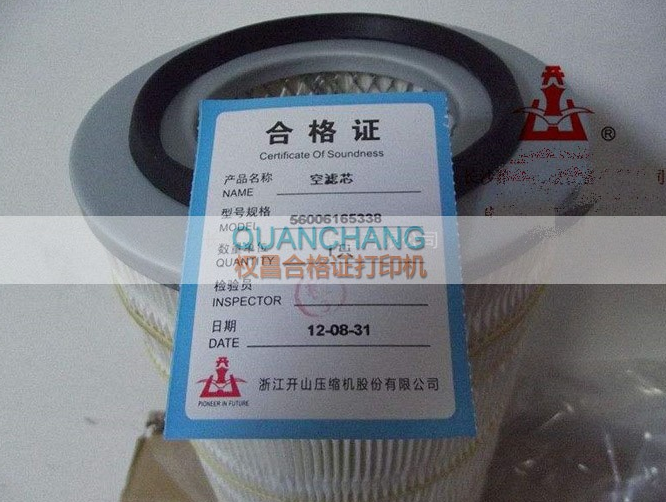 合格证
Certificate Of Soundness
产品名称 空滤芯
NAME
型号规格
MODEL 56006165338
QUANCHANG
数量单位
QUANTITY 1
权昌合格证打印机
检验员
INSPECTOR
日期
DATE 12-08-31
浙江开山压缩机股份有限公司
PIONEER IN FUTURE
®